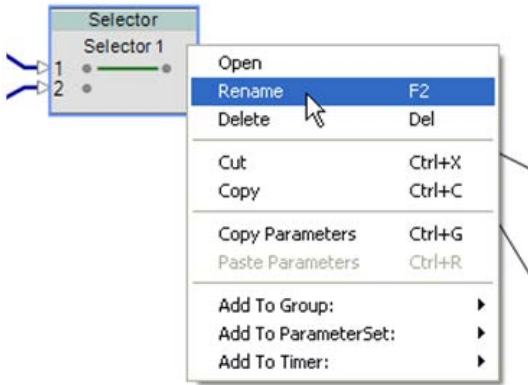 Selector
Selector 1
1
2
Open
Rename F2
Delete Del
Cut Ctrl+X
Copy Ctrl+C
Copy Parameters Ctrl+G
Paste Parameters Ctrl+R
Add To Group:
Add To ParameterSet:
Add To Timer: